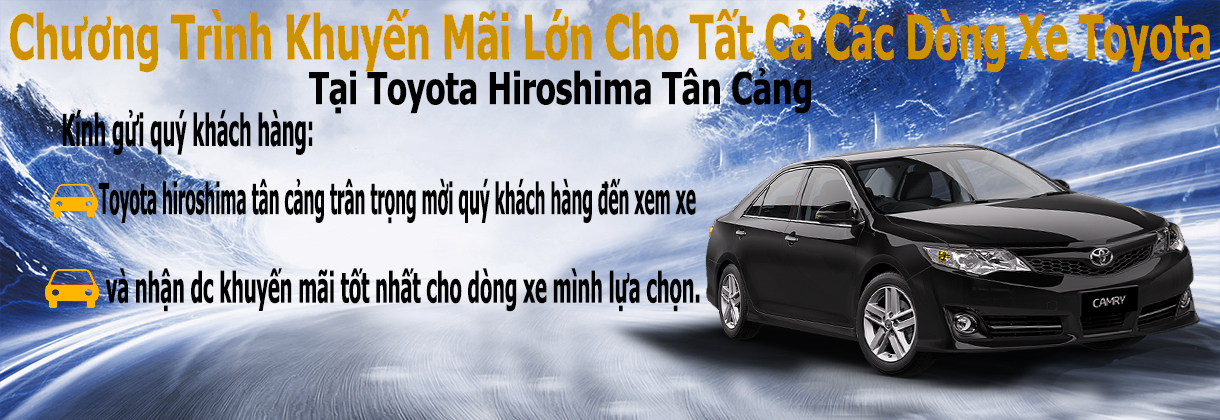 Chương Trình Khuyến Mãi Lớn Cho Tất Cả Các Dòng Xe Toyota
Tại Toyota Hiroshima Tân Cảng
Kính gửi quý khách hàng:
Toyota hiroshima tân cảng trân trọng mời quý khách hàng đến xem xe
và nhận dc khuyến mãi tốt nhất cho dòng xe mình lựa chọn.
CAMRY